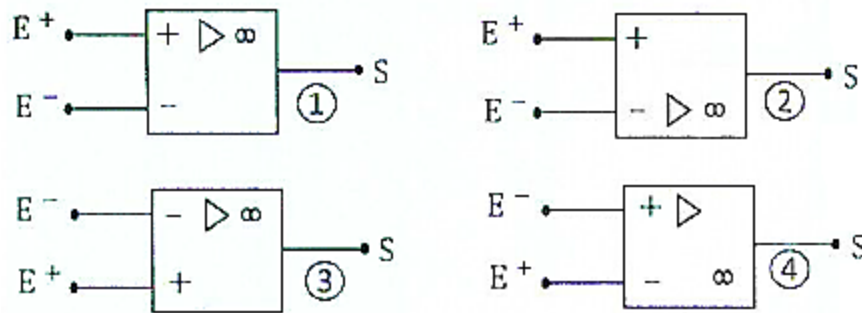 E+ + ▷ ∞ S
E- - ①
E+ + S
E- - ▷ ∞ ②
E- - ▷ ∞ S
E+ + ③
E- + ▷ S
E+ - ∞ ④